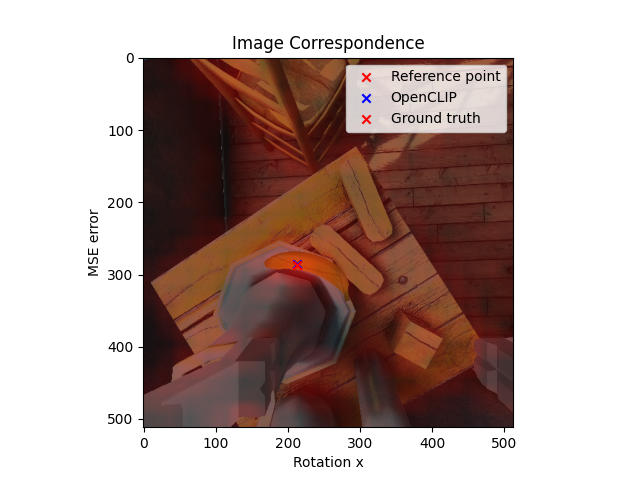 Image Correspondence
Reference point
OpenCLIP
Ground truth
0
100
200
300
400
500
MSE error
0 100 200 300 400 500
Rotation x